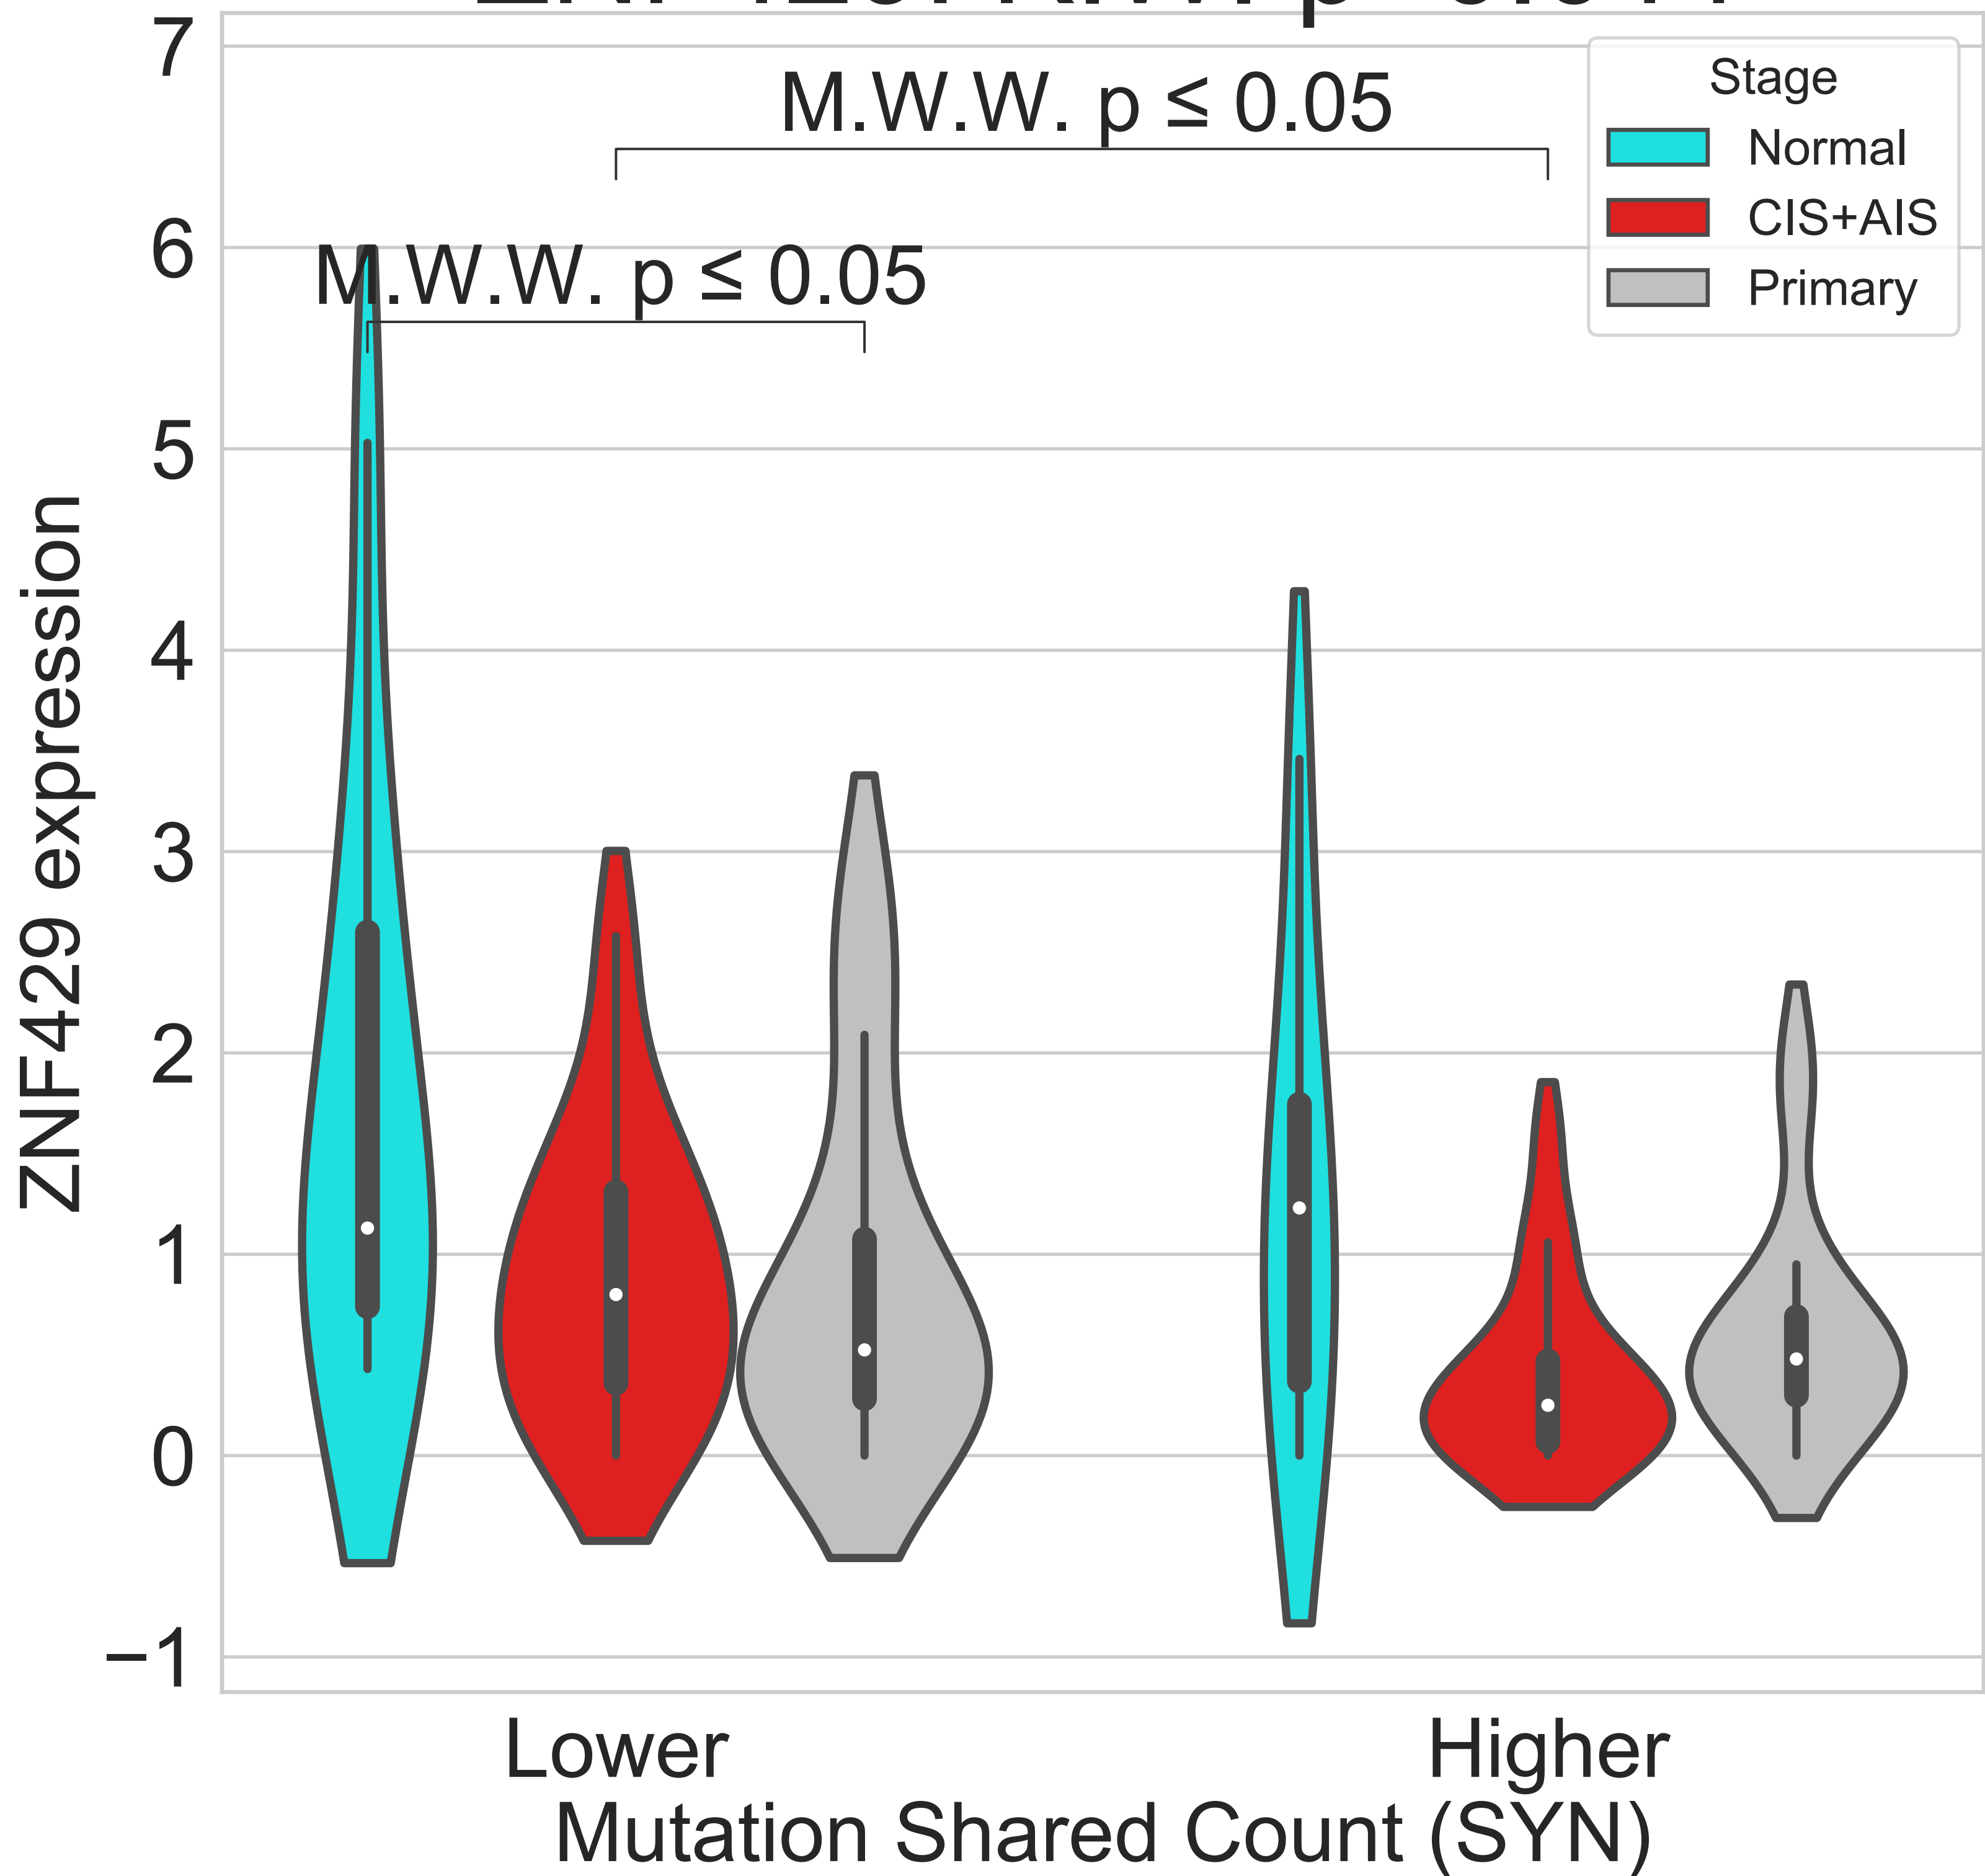 7
M.W.W. p ≤ 0.05
Stage
Normal
CIS+AIS
Primary
6
M.W.W. p ≤ 0.05
5
4
3
2
1
0
−1
ZNF429 expression
Lower
Higher
Mutation Shared Count (SYN)